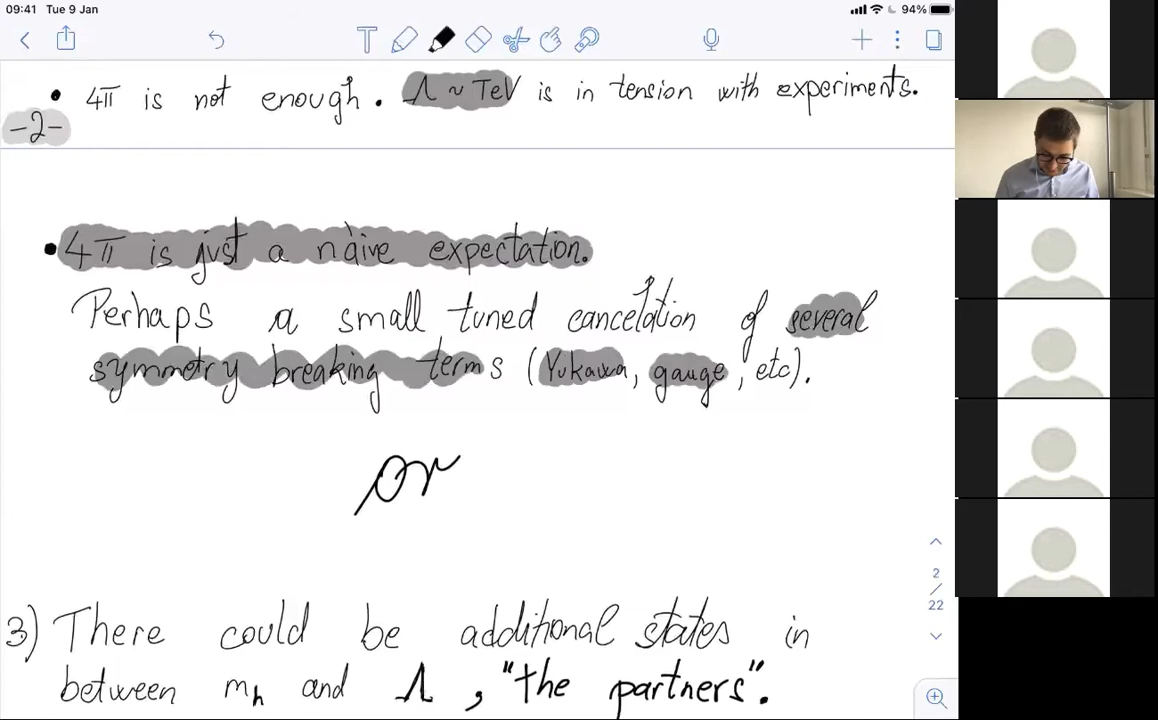 09:41 Tue 9 Jan 94%
• 4π is not enough. Λ ~ TeV is in tension with experiments.
-2-
• 4π is just a nàive expectation.
Perhaps a small tuned cancelation of several
symmetry breaking terms (Yukawa, gauge, etc).
or
2
/
22
3) There could be additional states in
between mh and Λ, "the partners".